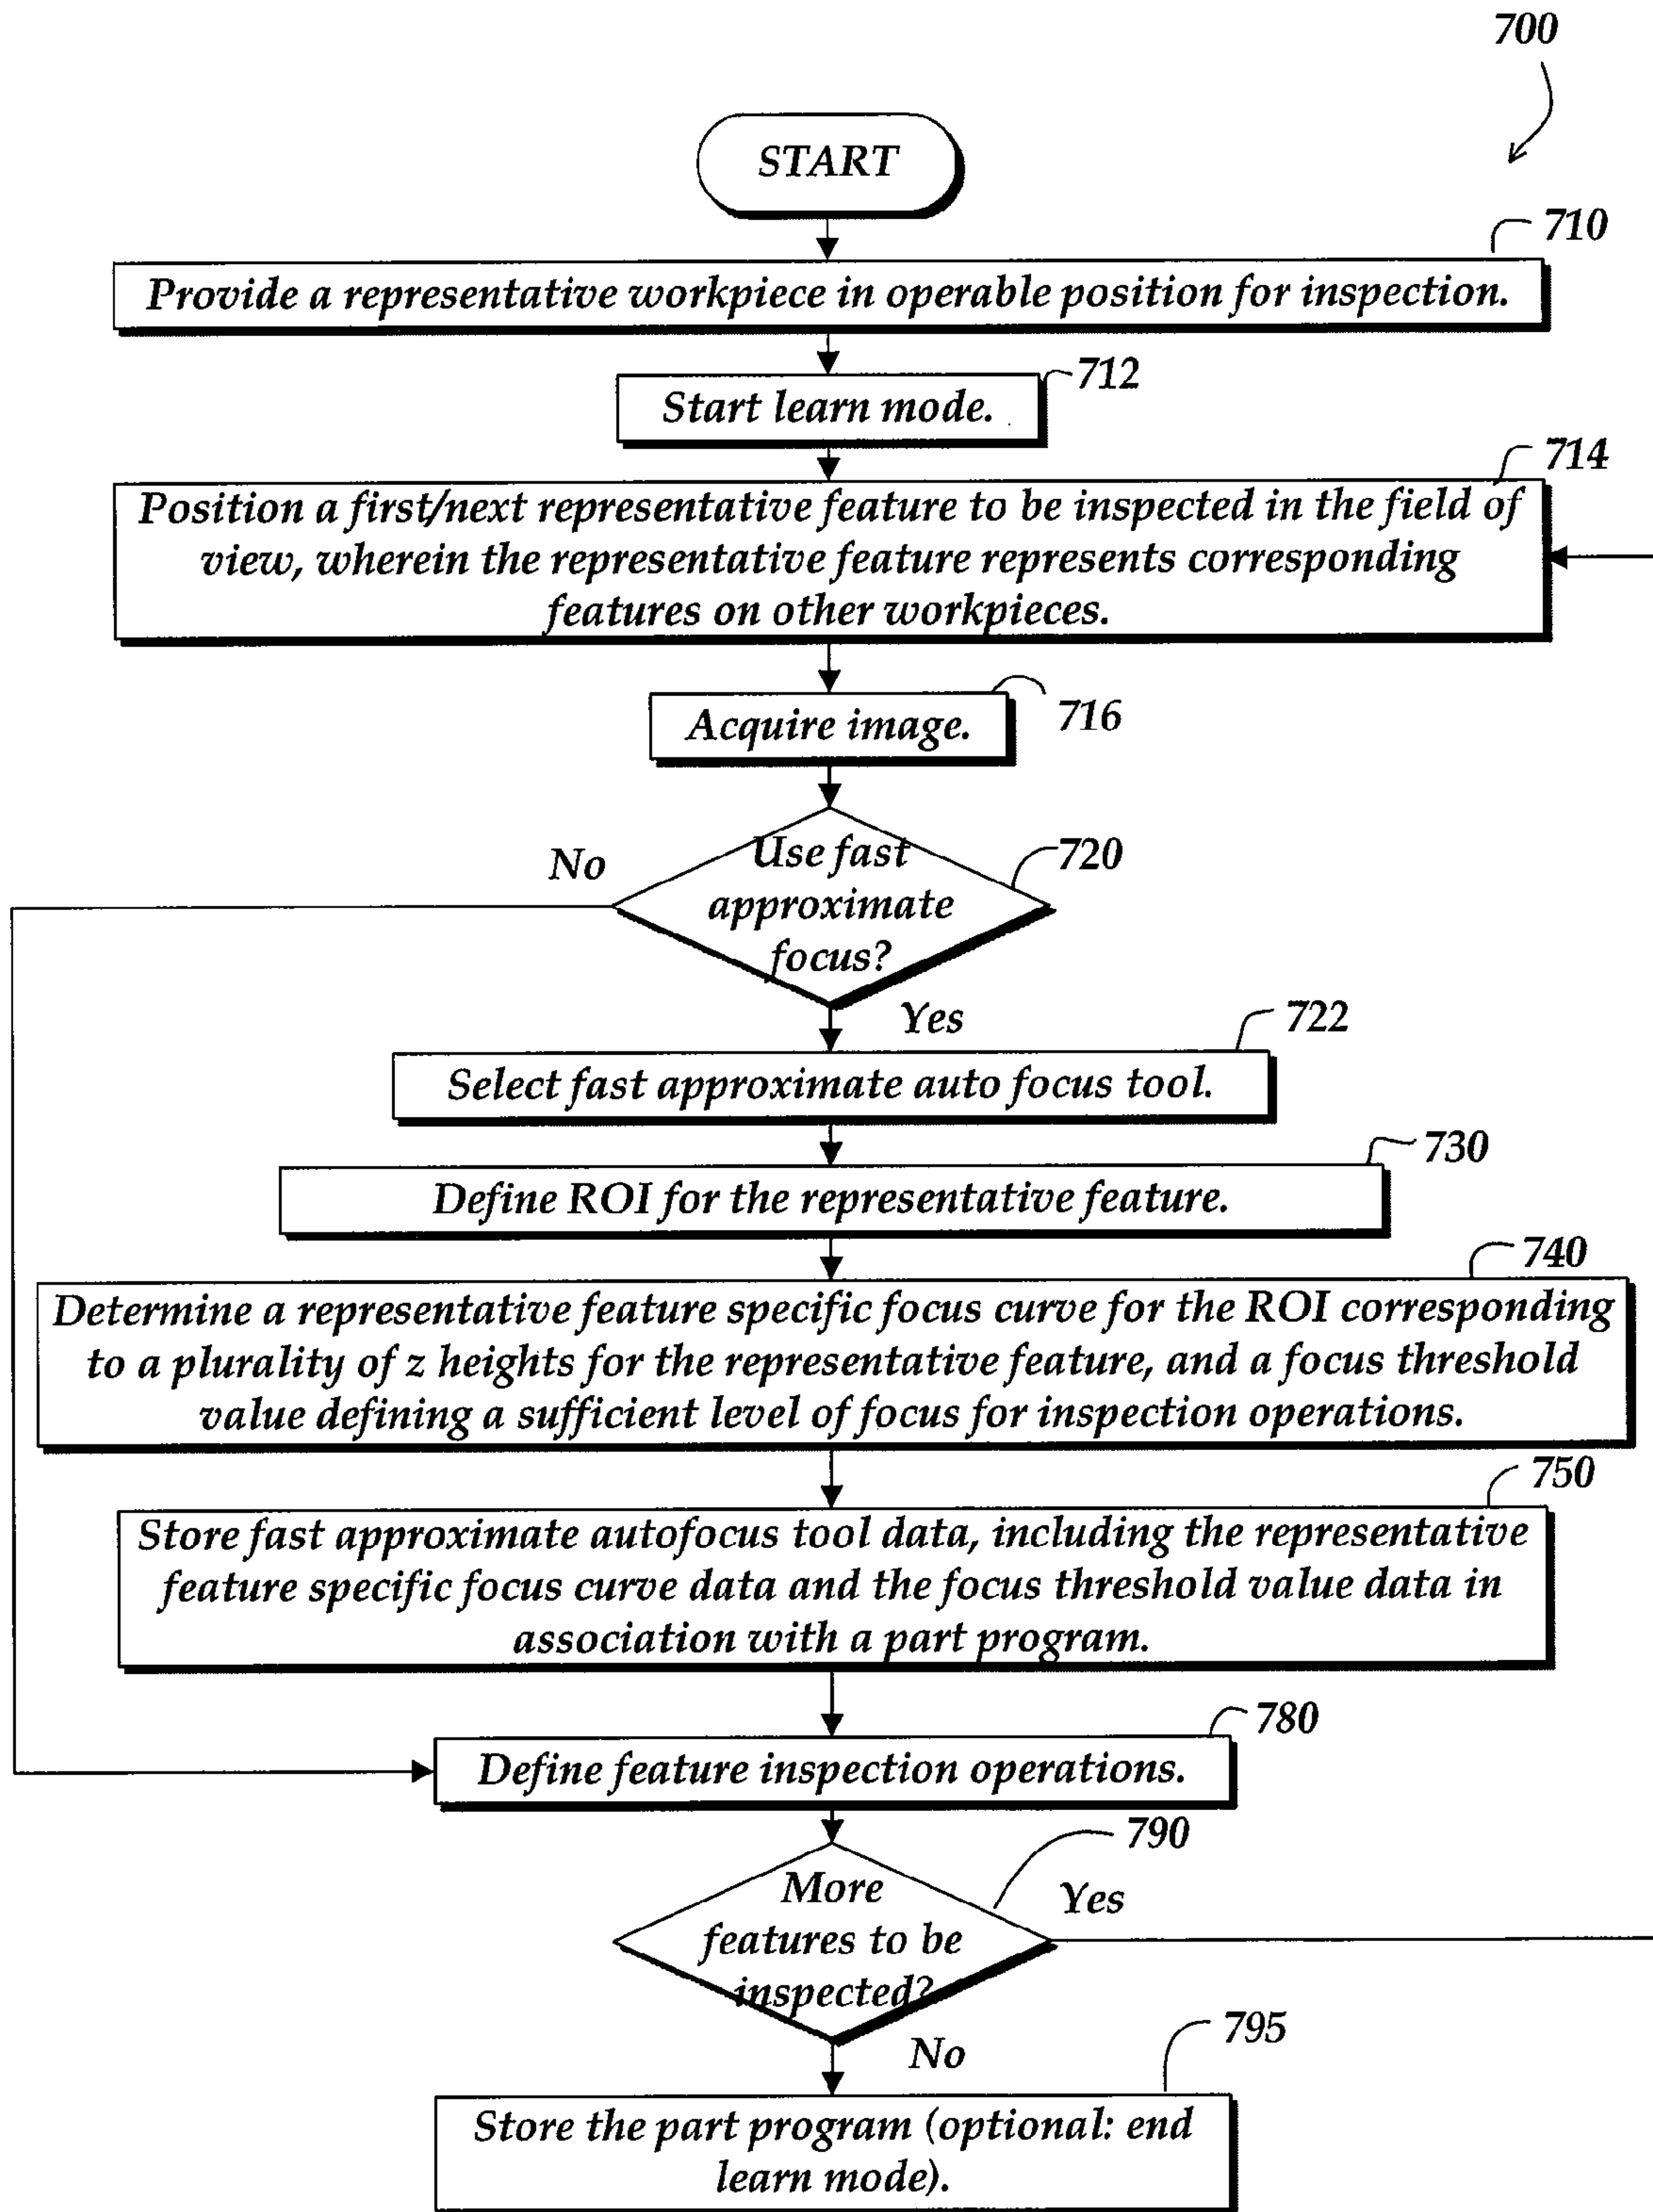 700
START
710
Provide a representative workpiece in operable position for inspection.
712
Start learn mode.
714
Position a first/next representative feature to be inspected in the field of
view, wherein the representative feature represents corresponding
features on other workpieces.
Acquire image.
716
No
Use fast
approximate
focus?
720
Yes
722
Select fast approximate auto focus tool.
730
Define ROI for the representative feature.
740
Determine a representative feature specific focus curve for the ROI corresponding
to a plurality of z heights for the representative feature, and a focus threshold
value defining a sufficient level of focus for inspection operations.
750
Store fast approximate autofocus tool data, including the representative
feature specific focus curve data and the focus threshold value data in
association with a part program.
780
Define feature inspection operations.
790
More
features to be
inspected?
Yes
No
795
Store the part program (optional: end
learn mode).